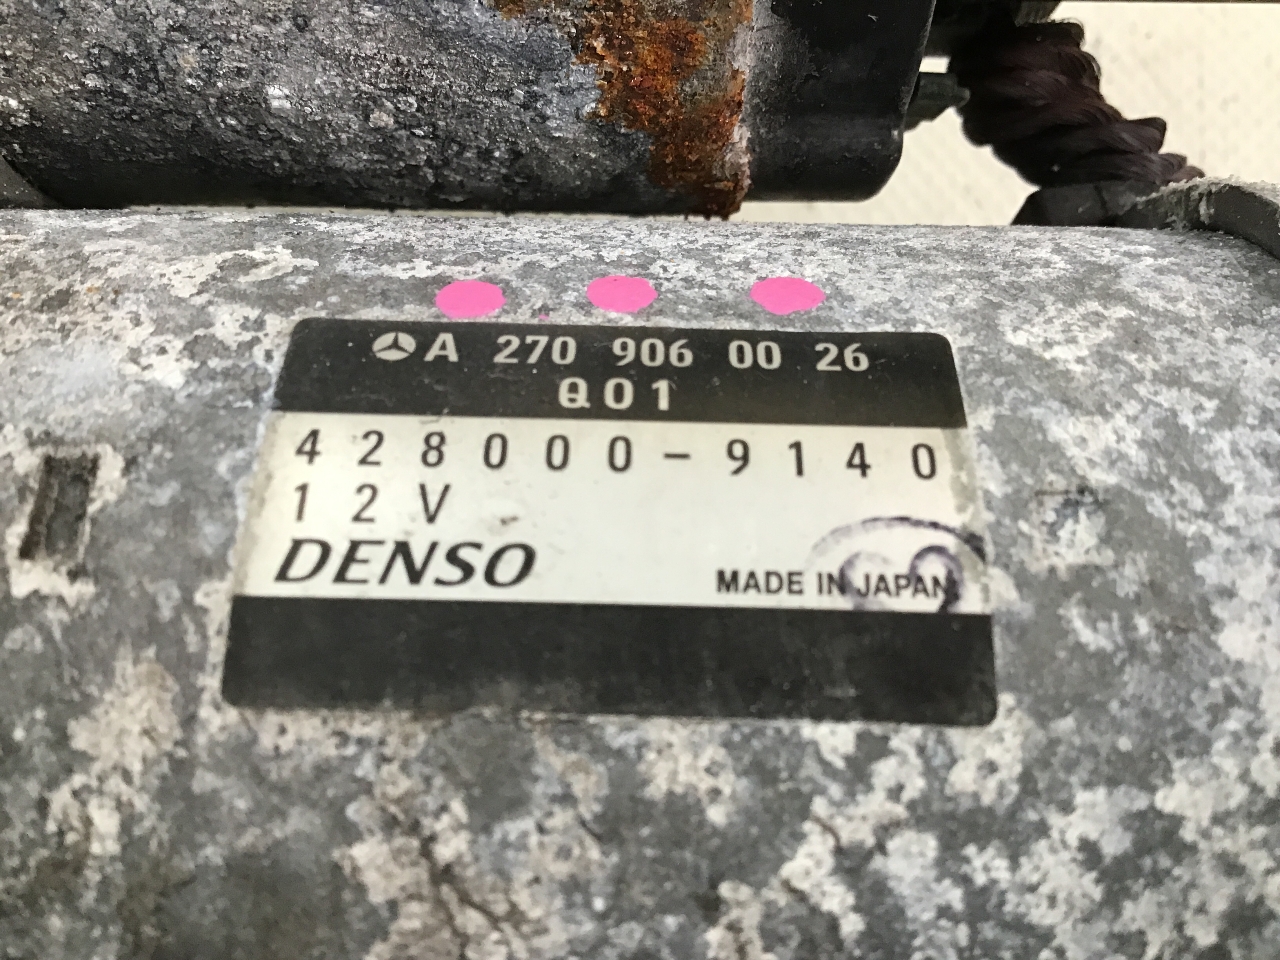 A 270 906 00 26
Q01
428000-9140
12V
DENSO
MADE IN JAPAN